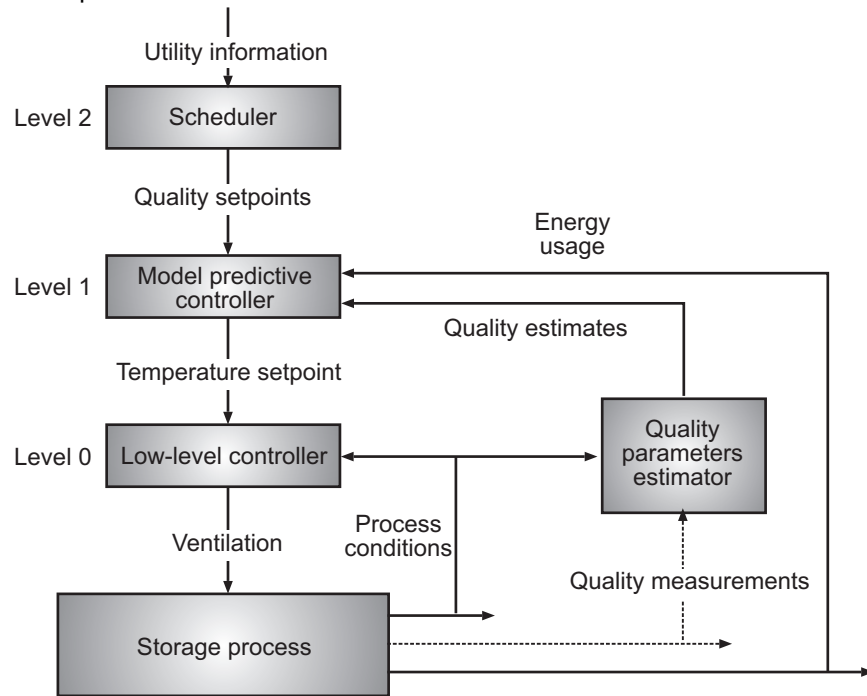 Utility information
Level 2
Scheduler
Quality setpoints
Energy
usage
Level 1
Model predictive
controller
Quality estimates
Temperature setpoint
Level 0
Low-level controller
Quality
parameters
estimator
Process
conditions
Ventilation
Quality measurements
Storage process